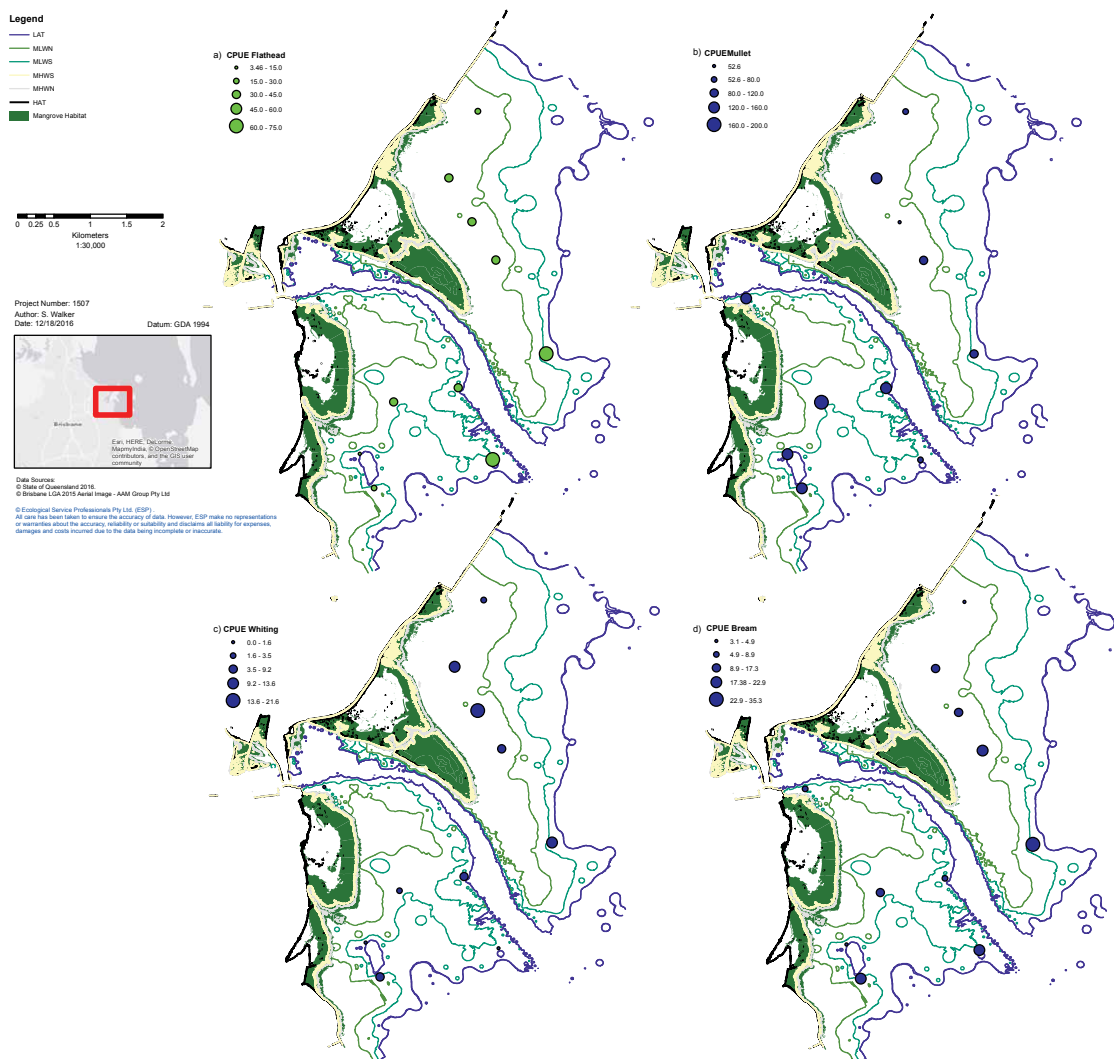 Legend
LAT
MLWN
MLWS
MHWS
MHWN
HAT
Mangrove Habitat
0 0.25 0.5 1 1.5 2
Kilometers
1:30,000
Project Number: 1507
Author: S. Walker
Date: 12/18/2016 Datum: GDA 1994
Brisbane
Esri, HERE, DeLorme,
MapmyIndia, © OpenStreetMap
contributors, and the GIS user
community
Data Sources:
© State of Queensland 2016.
© Brisbane LGA 2015 Aerial Image - AAM Group Pty Ltd
© Ecological Service Professionals Pty Ltd. (ESP) .
All care has been taken to ensure the accuracy of data. However, ESP make no representations
or warranties about the accuracy, reliability or suitability and disclaims all liability for expenses,
damages and costs incurred due to the data being incomplete or inaccurate.
a) CPUE Flathead
3.46 - 15.0
15.0 - 30.0
30.0 - 45.0
45.0 - 60.0
60.0 - 75.0
b) CPUEMullet
52.6
52.6 - 80.0
80.0 - 120.0
120.0 - 160.0
160.0 - 200.0
c) CPUE Whiting
0.0 - 1.6
1.6 - 3.5
3.5 - 9.2
9.2 - 13.6
13.6 - 21.6
d) CPUE Bream
3.1 - 4.9
4.9 - 8.9
8.9 - 17.3
17.38 - 22.9
22.9 - 35.3